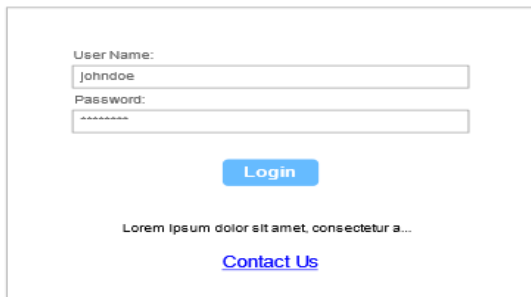 User Name:
johndoe
Password:
********
Login
Lorem ipsum dolor sit amet, consectetur a...
Contact Us